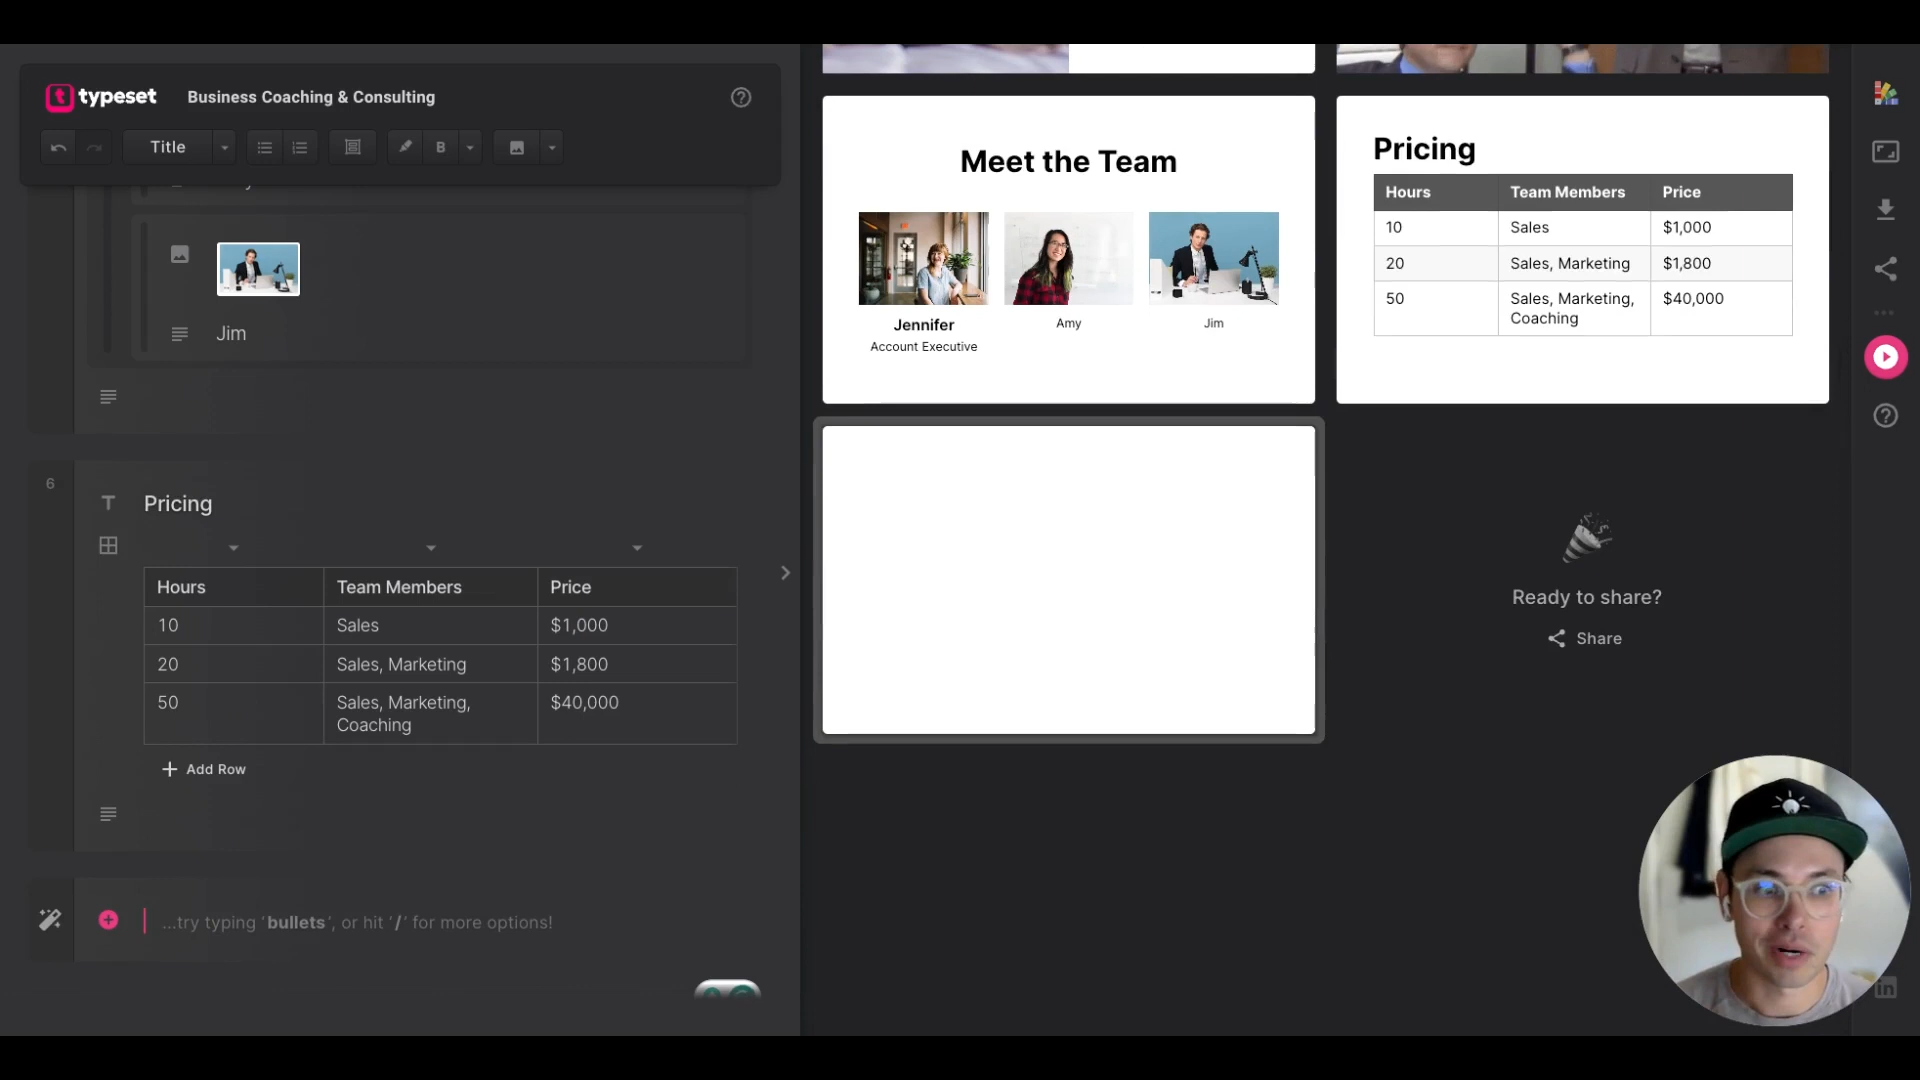 typeset
Business Coaching & Consulting
Title
B
Jim
6
Pricing
Hours
Team Members
Price
10
Sales
$1,000
20
Sales, Marketing
$1,800
50
Sales, Marketing,
Coaching
$40,000
Add Row
...try typing 'bullets', or hit '/' for more options!
Meet the Team
Jennifer
Account Executive
Amy
Jim
Pricing
Hours
Team Members
Price
10
Sales
$1,000
20
Sales, Marketing
$1,800
50
Sales, Marketing,
Coaching
$40,000
Ready to share?
Share
in